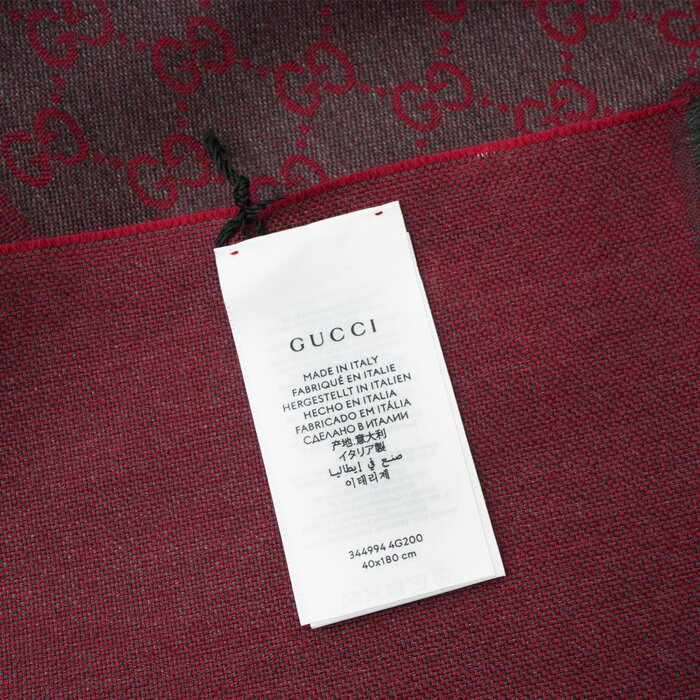 GUCCI
MADE IN ITALY
FABRIQUÉ EN ITALIE
HERGESTELLT IN ITALIEN
HECHO EN ITALIA
FABRICADO EM ITÁLIA
СДЕЛАНО В ИТАЛИИ
产地.意大利
イタリア製
صنع في إيطاليا
이태리제
344994 4G200
40x180 cm